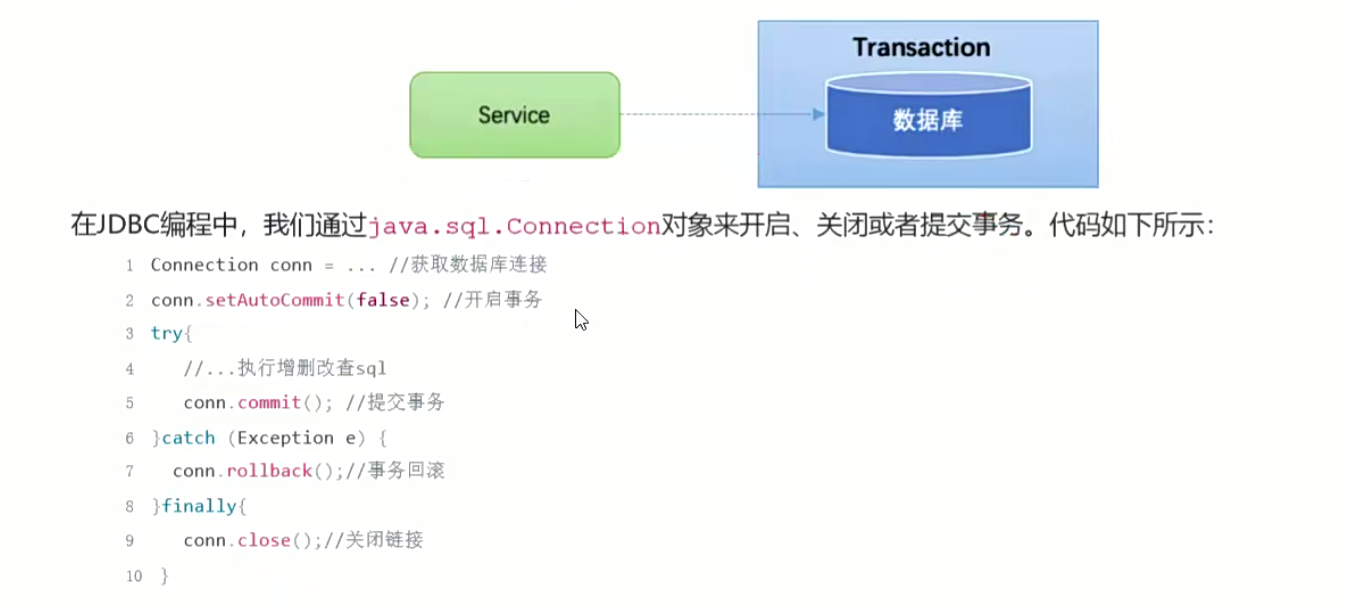 Transaction
Service
数据库
在JDBC编程中，我们通过java.sql.Connection对象来开启、关闭或者提交事务。代码如下所示：
1 Connection conn = ... //获取数据库连接
2 conn.setAutoCommit(false); //开启事务
3 try{
4 //...执行增删改查sql
5 conn.commit(); //提交事务
6 }catch (Exception e) {
7 conn.rollback();//事务回滚
8 }finally{
9 conn.close();//关闭链接
10 }